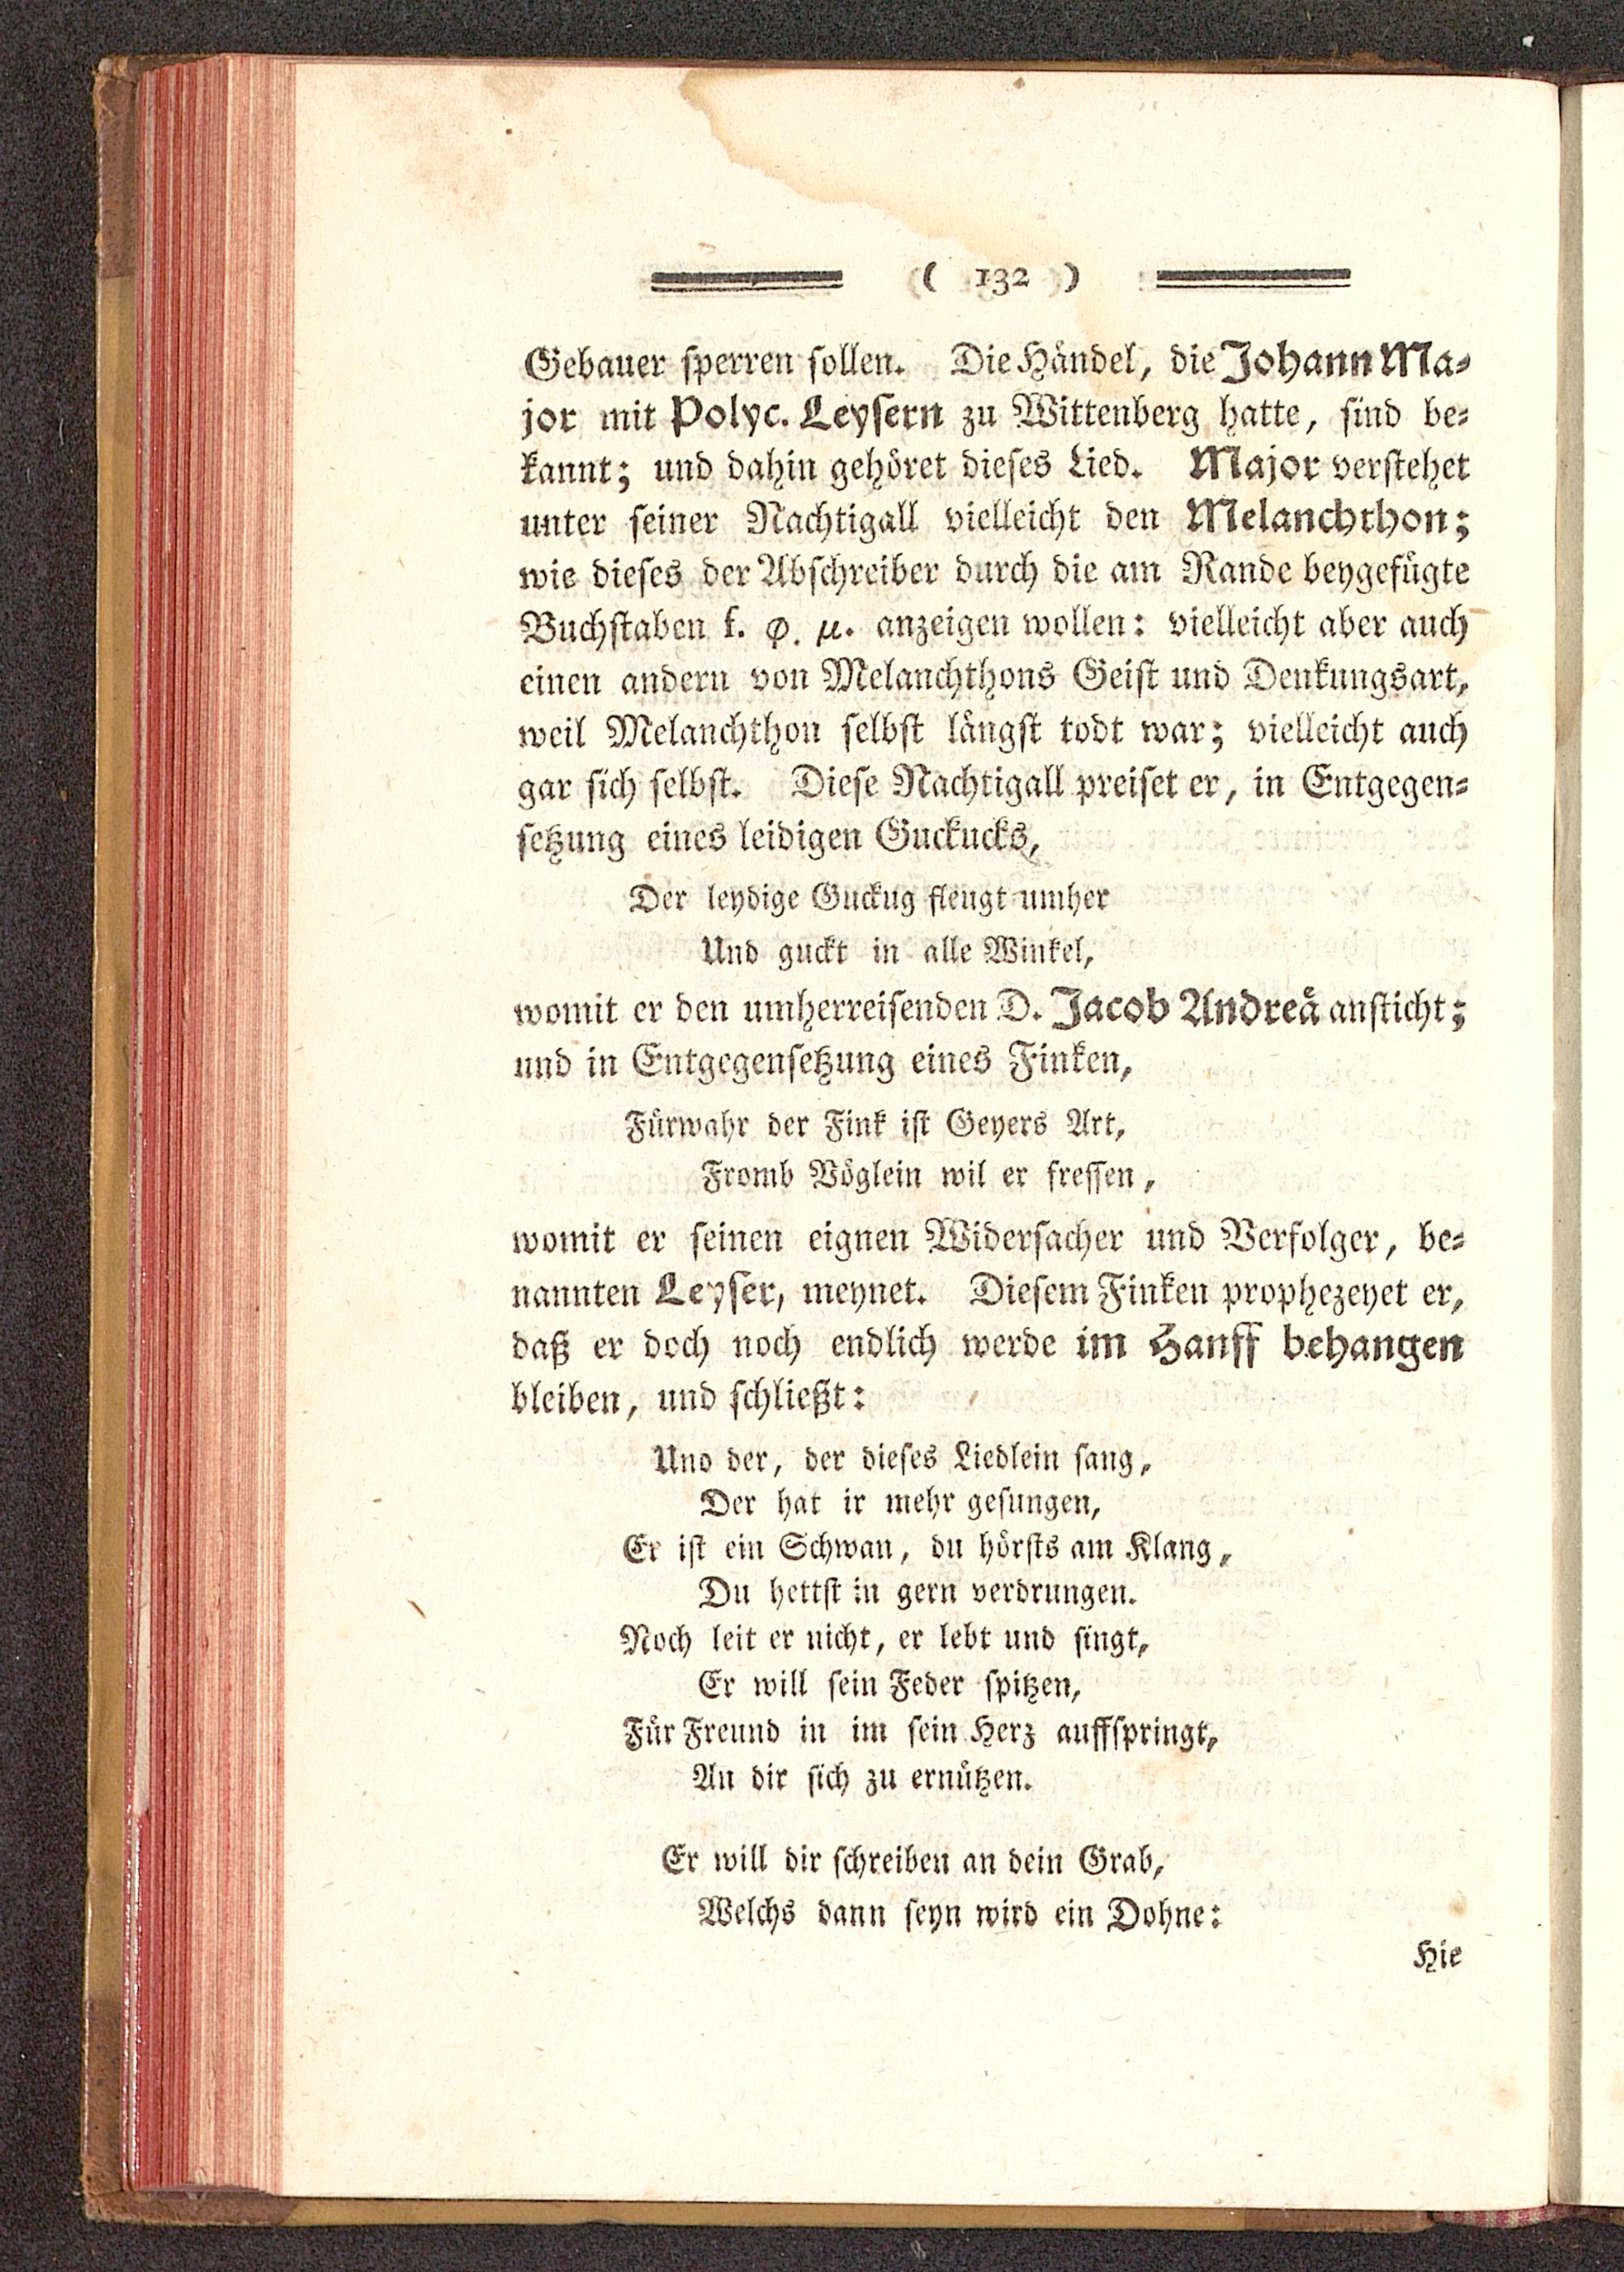 ( 132 )
Gebauer sperren sollen. Die Händel, die Johann Ma-
jor mit Polyc. Leysern zu Wittenberg hatte, sind be-
kannt; und dahin gehöret dieses Lied. Major verstehet
unter seiner Nachtigall vielleicht den Melanchthon;
wie dieses der Abschreiber durch die am Rande beygefügte
Buchstaben f. φ. μ. anzeigen wollen: vielleicht aber auch
einen andern von Melanchthons Geist und Denkungsart,
weil Melanchthon selbst längst todt war; vielleicht auch
gar sich selbst. Diese Nachtigall preiset er, in Entgegen-
setzung eines leidigen Guckucks,
Der leydige Guckug fleugt umher
Und guckt in alle Winkel,
womit er den umherreisenden D. Jacob Andreä ansticht;
und in Entgegensetzung eines Finken,
Fürwahr der Fink ist Geyers Art,
Fromb Vöglein wil er fressen,
womit er seinen eignen Widersacher und Verfolger, be-
nannten Leyser, meynet. Diesem Finken prophezeyet er,
daß er doch noch endlich werde im Hanff behangen
bleiben, und schließt:
Und der, der dieses Liedlein sang,
Der hat ir mehr gesungen,
Er ist ein Schwan, du hörsts am Klang,
Du hettst in gern verdrungen.
Noch leit er nicht, er lebt und singt,
Er will sein Feder spitzen,
Für Freund in im sein Herz auffspringt,
An dir sich zu ernützen.
Er will dir schreiben an dein Grab,
Welchs dann seyn wird ein Dohne:
Hie